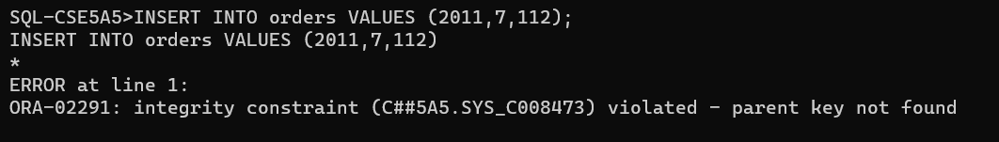 SQL-CSE5A5>INSERT INTO orders VALUES (2011,7,112);
INSERT INTO orders VALUES (2011,7,112)
*
ERROR at line 1:
ORA-02291: integrity constraint (C##5A5.SYS_C008473) violated - parent key not found